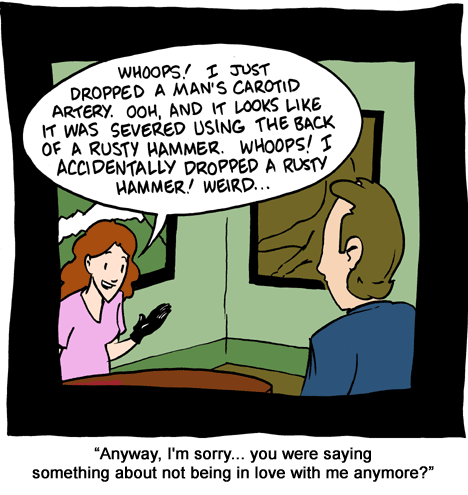 WHOOPS! I JUST
DROPPED A MAN'S CAROTID
ARTERY. OOH, AND IT LOOKS LIKE
IT WAS SEVERED USING THE BACK
OF A RUSTY HAMMER. WHOOPS! I
ACCIDENTALLY DROPPED A RUSTY
HAMMER! WEIRD...
“Anyway, I'm sorry... you were saying
something about not being in love with me anymore?”